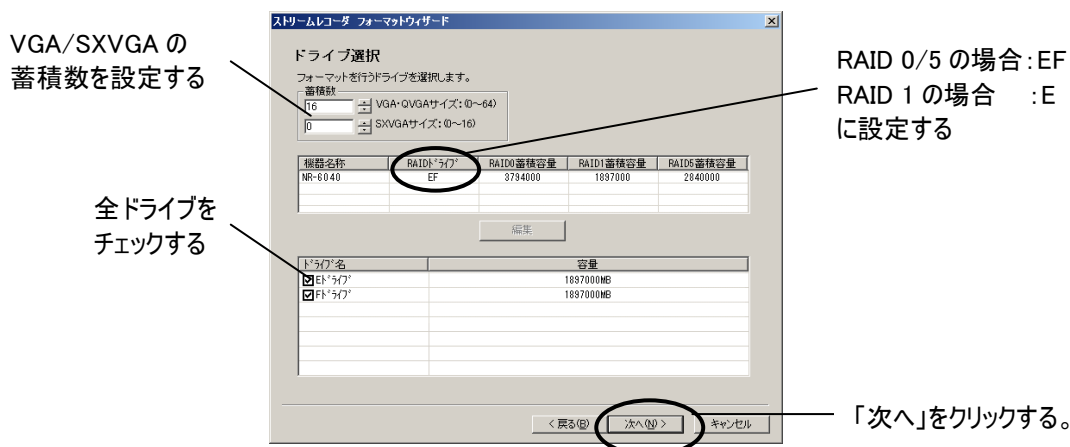 ストリームレコーダ フォーマットウィザード
VGA/SXVGA の
蓄積数を設定する
ドライブ選択
フォーマットを行うドライブを選択します。
蓄積数
16 VGA・QVGAサイズ:(0～64)
0 SXVGAサイズ:(0～16)
RAID 0/5 の場合:EF
RAID 1 の場合 :E
に設定する
機器名称 RAIDドライブ RAID0蓄積容量 RAID1蓄積容量 RAID5蓄積容量
NR-6040 EF 3794000 1897000 2840000
編集
全ドライブを
チェックする
ドライブ名 容量
Eドライブ 1897000MB
Fドライブ 1897000MB
< 戻る(B) 次へ(N) > キャンセル
「次へ」をクリックする。